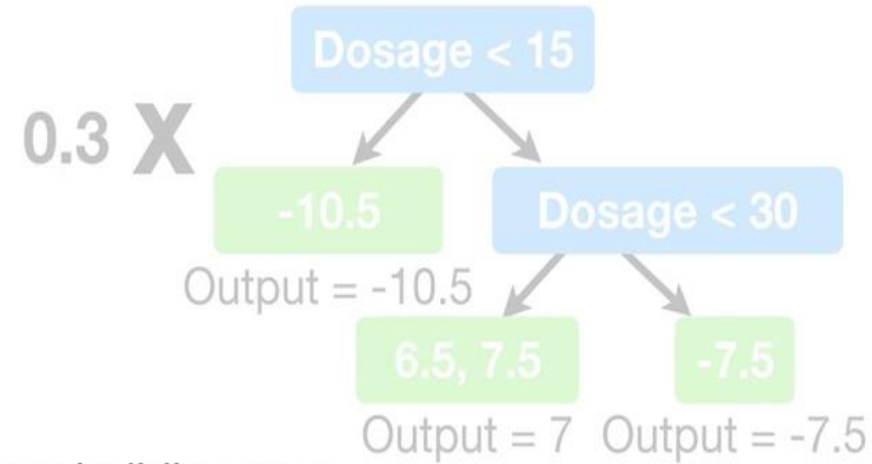 Dosage < 15
0.3 X
-10.5
Dosage < 30
Output = -10.5
6.5, 7.5
-7.5
Output = 7
Output = -7.5